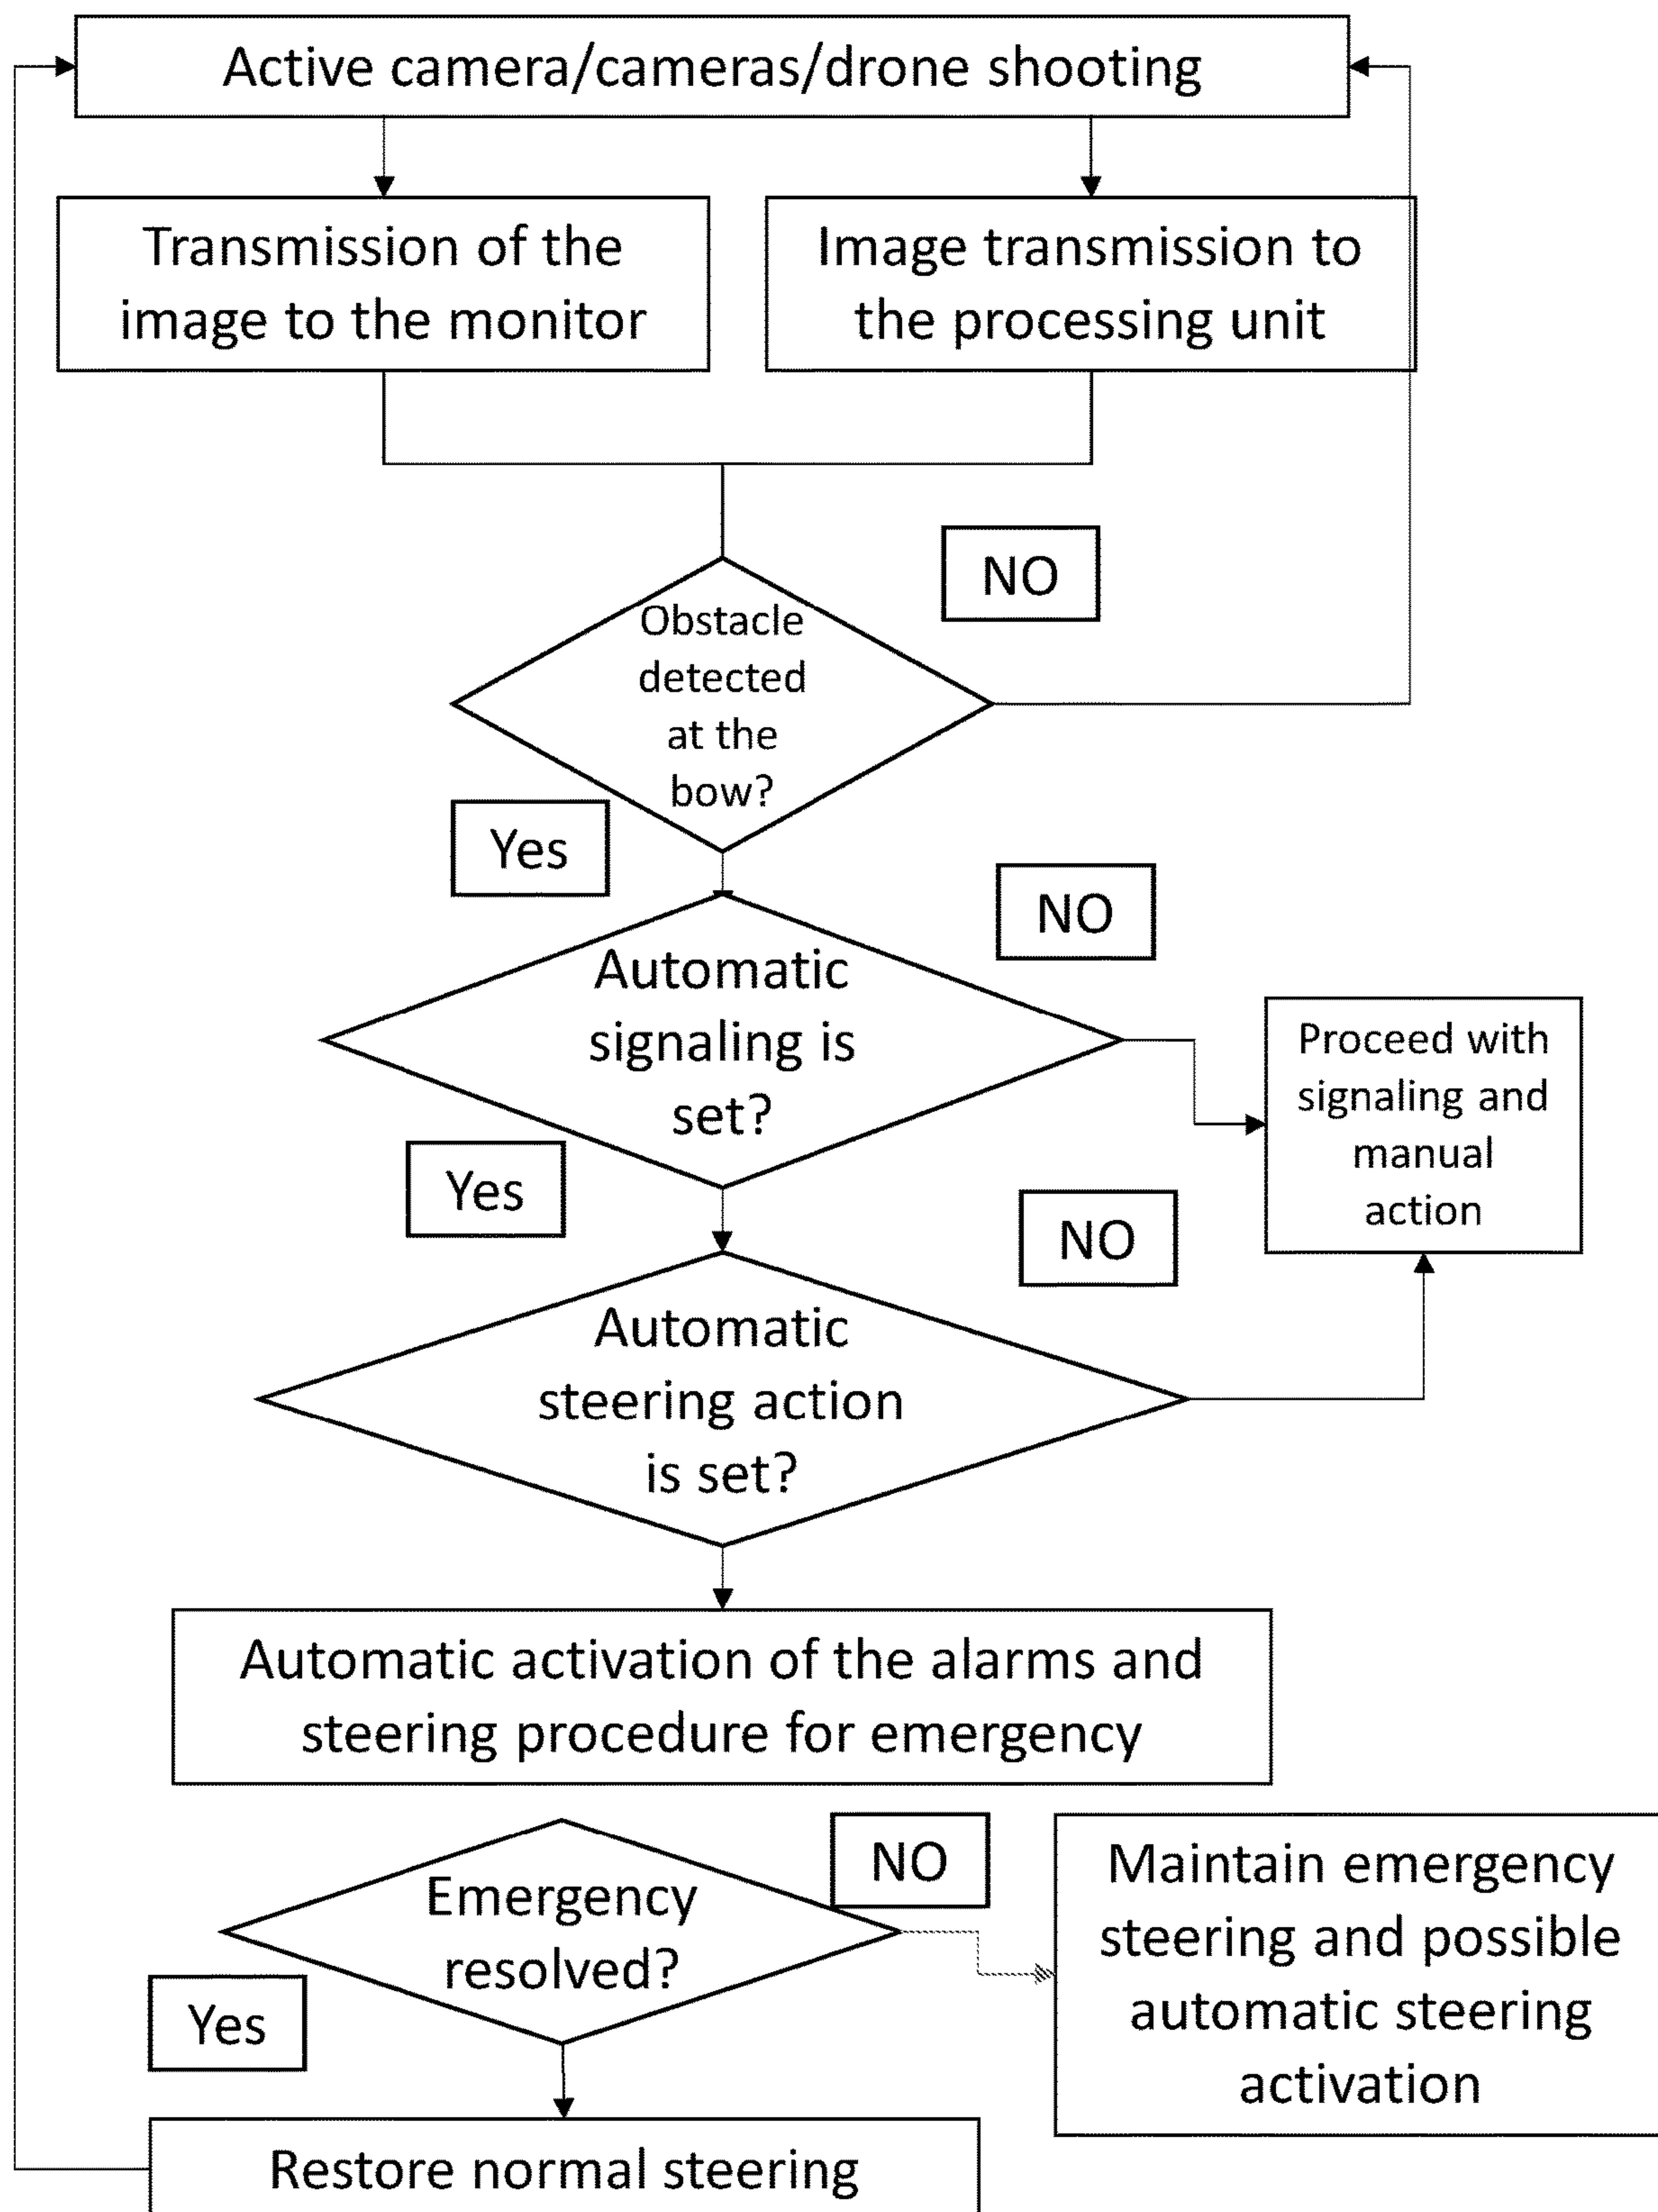 Active camera/cameras/drone shooting
Transmission of the
image to the monitor
Image transmission to
the processing unit
NO
Obstacle
detected
at the
bow?
Yes
NO
Automatic
signaling is
set?
Proceed with
signaling and
manual
action
Yes
NO
Automatic
steering action
is set?
Automatic activation of the alarms and
steering procedure for emergency
NO
Emergency
resolved?
Maintain emergency
steering and possible
automatic steering
activation
Yes
Restore normal steering